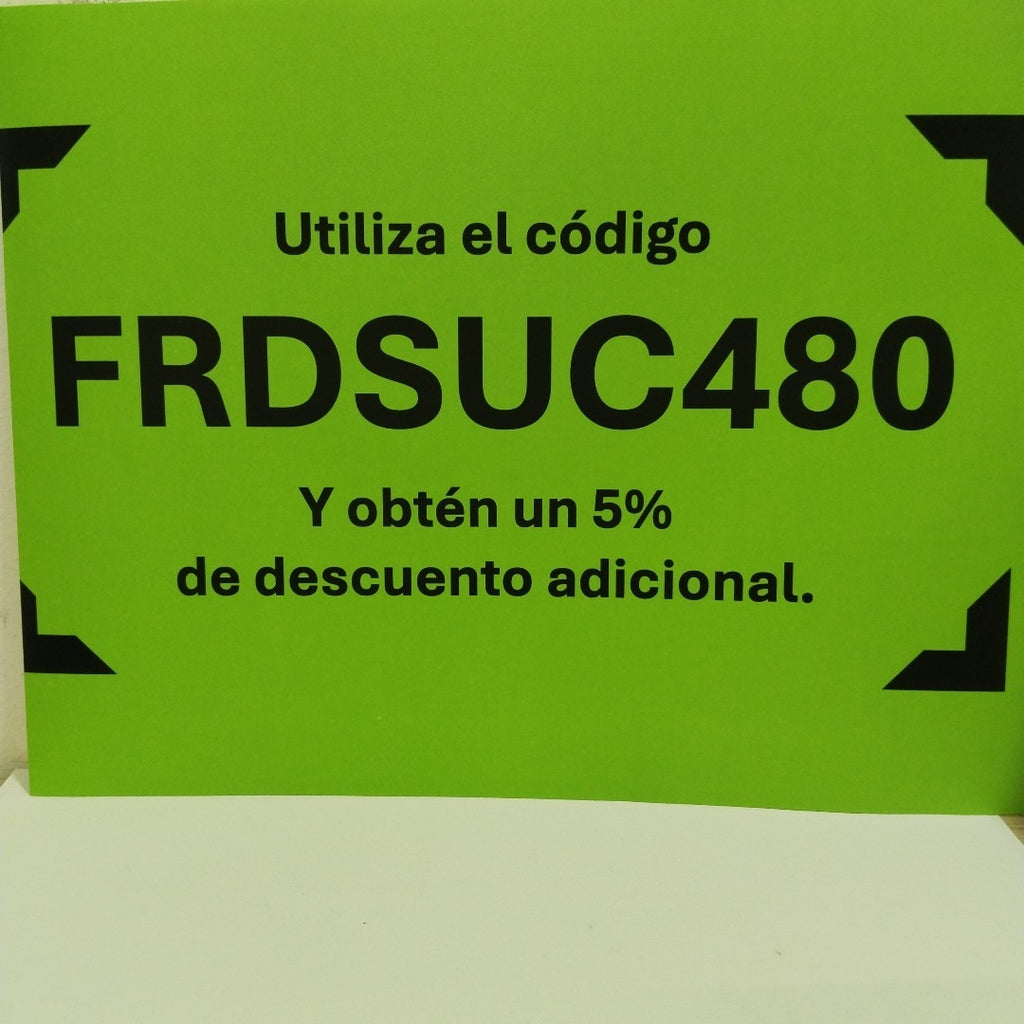 Utiliza el código
FRDSUC480
Y obtén un 5%
de descuento adicional.